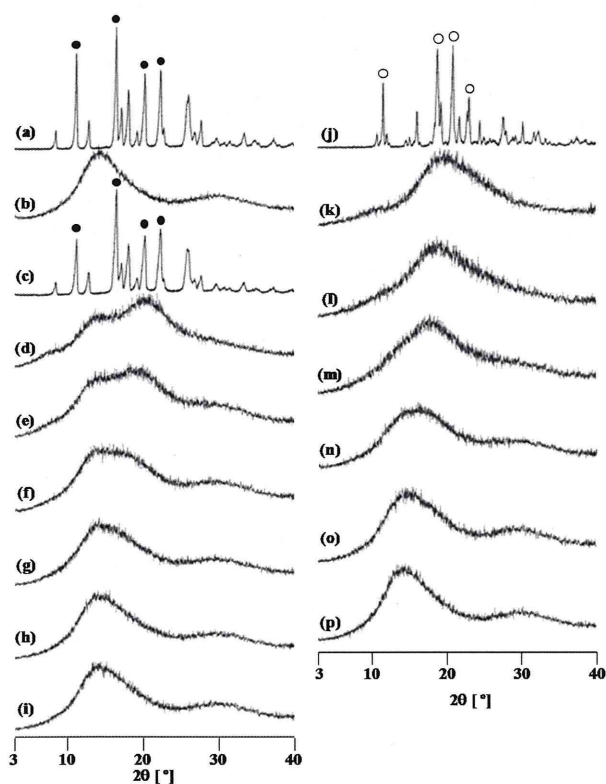 (a)
(b)
(c)
(d)
(e)
(f)
(g)
(h)
(i)
3 10 20 30 40
2θ [ °]
(j)
(k)
(l)
(m)
(n)
(o)
(p)
3 10 20 30 40
2θ [ °]